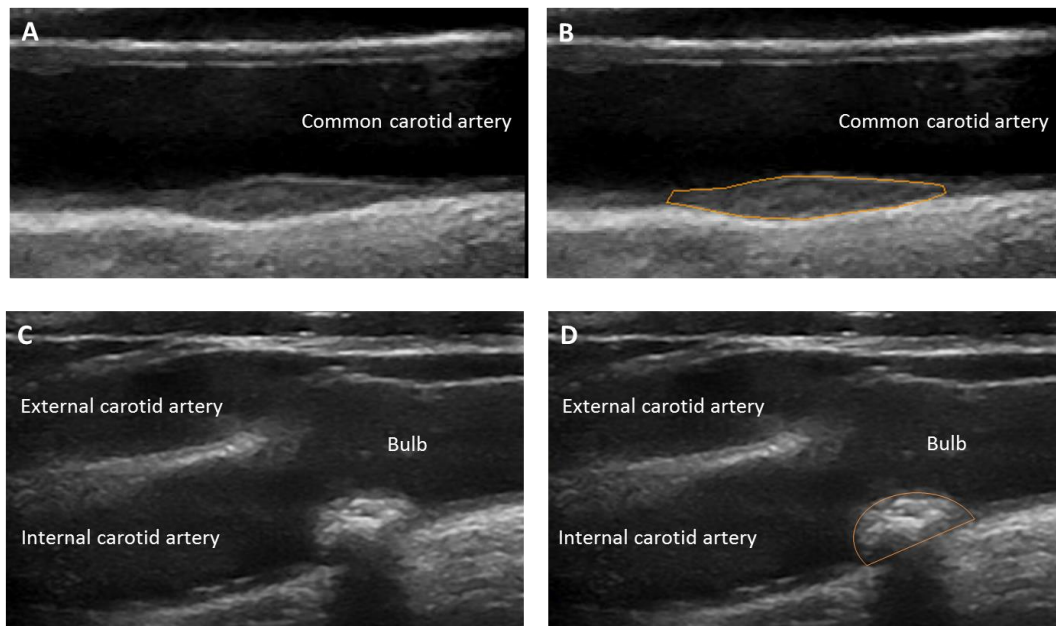 A
Common carotid artery
B
Common carotid artery
C
External carotid artery
Bulb
Internal carotid artery
D
External carotid artery
Bulb
Internal carotid artery